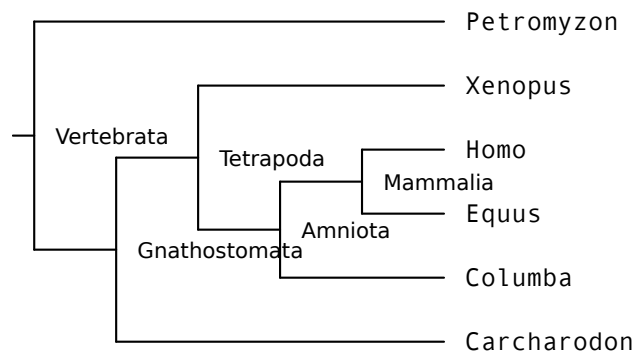 Petromyzon
Xenopus
Vertebrata
Homo
Tetrapoda
Mammalia
Equus
Amniota
Gnathostomata
Columba
Carcharodon